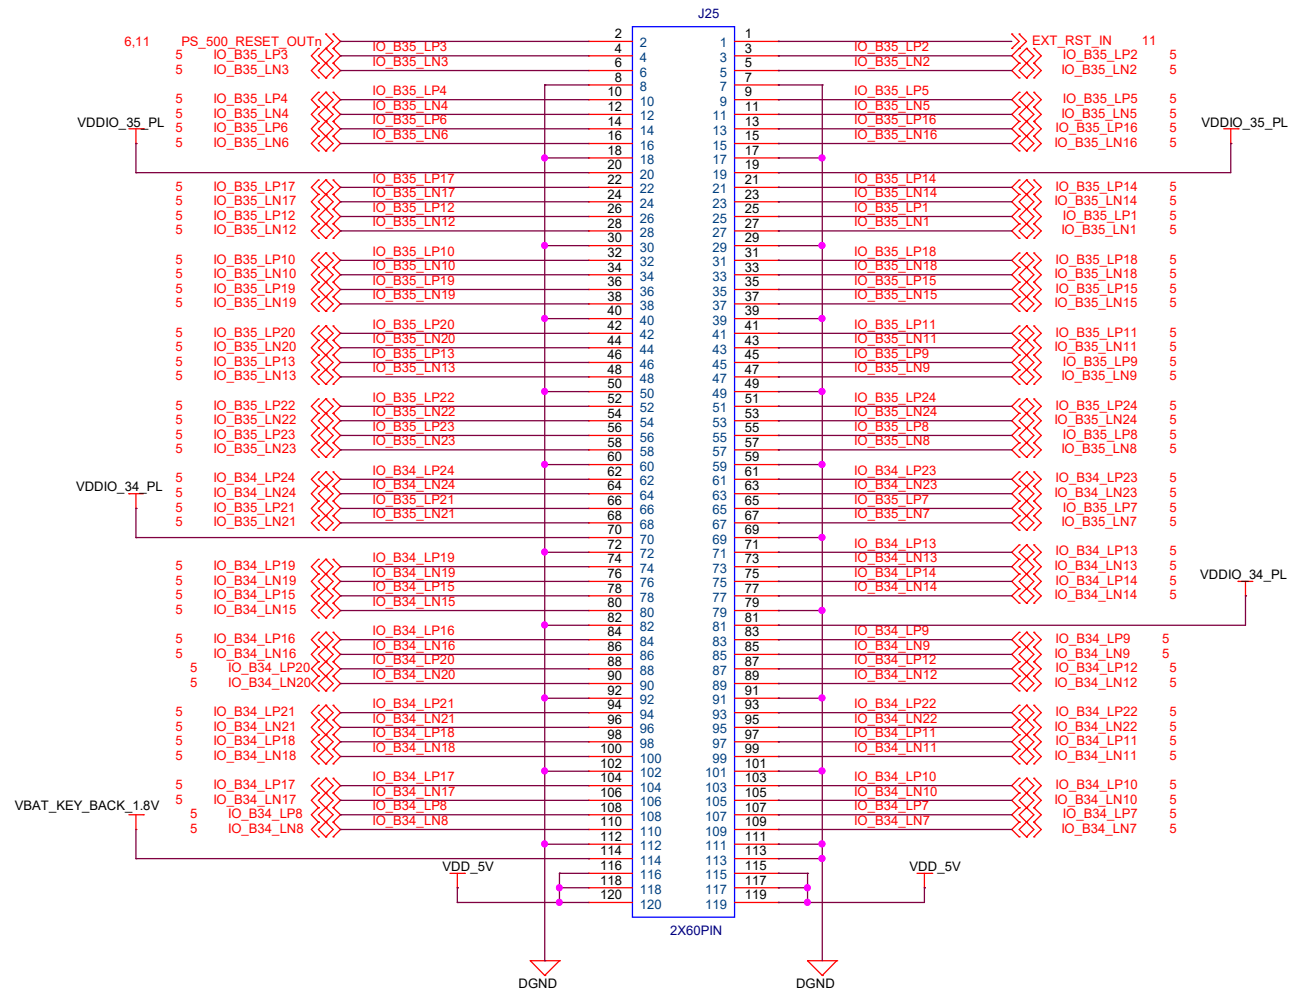 J25
6,11 PS_500_RESET_OUTn 2 2 1 1 EXT_RST_IN 11
5 IO_B35_LP3 IO_B35_LP3 4 4 3 3 IO_B35_LP2 IO_B35_LP2 5
5 IO_B35_LN3 IO_B35_LN3 6 6 5 5 IO_B35_LN2 IO_B35_LN2 5
8 8 7 7
5 IO_B35_LP4 IO_B35_LP4 10 10 9 9 IO_B35_LP5 IO_B35_LP5 5
5 IO_B35_LN4 IO_B35_LN4 12 12 11 11 IO_B35_LN5 IO_B35_LN5 5
VDDIO_35_PL 5 IO_B35_LP6 IO_B35_LP6 14 14 13 13 IO_B35_LP16 IO_B35_LP16 5 VDDIO_35_PL
5 IO_B35_LN6 IO_B35_LN6 16 16 15 15 IO_B35_LN16 IO_B35_LN16 5
18 18 17 17
20 20 19 19
5 IO_B35_LP17 IO_B35_LP17 22 22 21 21 IO_B35_LP14 IO_B35_LP14 5
5 IO_B35_LN17 IO_B35_LN17 24 24 23 23 IO_B35_LN14 IO_B35_LN14 5
5 IO_B35_LP12 IO_B35_LP12 26 26 25 25 IO_B35_LP1 IO_B35_LP1 5
5 IO_B35_LN12 IO_B35_LN12 28 28 27 27 IO_B35_LN1 IO_B35_LN1 5
30 30 29 29
5 IO_B35_LP10 IO_B35_LP10 32 32 31 31 IO_B35_LP18 IO_B35_LP18 5
5 IO_B35_LN10 IO_B35_LN10 34 34 33 33 IO_B35_LN18 IO_B35_LN18 5
5 IO_B35_LP19 IO_B35_LP19 36 36 35 35 IO_B35_LP15 IO_B35_LP15 5
5 IO_B35_LN19 IO_B35_LN19 38 38 37 37 IO_B35_LN15 IO_B35_LN15 5
40 40 39 39
5 IO_B35_LP20 IO_B35_LP20 42 42 41 41 IO_B35_LP11 IO_B35_LP11 5
5 IO_B35_LN20 IO_B35_LN20 44 44 43 43 IO_B35_LN11 IO_B35_LN11 5
5 IO_B35_LP13 IO_B35_LP13 46 46 45 45 IO_B35_LP9 IO_B35_LP9 5
5 IO_B35_LN13 IO_B35_LN13 48 48 47 47 IO_B35_LN9 IO_B35_LN9 5
50 50 49 49
5 IO_B35_LP22 IO_B35_LP22 52 52 51 51 IO_B35_LP24 IO_B35_LP24 5
5 IO_B35_LN22 IO_B35_LN22 54 54 53 53 IO_B35_LN24 IO_B35_LN24 5
5 IO_B35_LP23 IO_B35_LP23 56 56 55 55 IO_B35_LP8 IO_B35_LP8 5
5 IO_B35_LN23 IO_B35_LN23 58 58 57 57 IO_B35_LN8 IO_B35_LN8 5
60 60 59 59
5 IO_B34_LP24 IO_B34_LP24 62 62 61 61 IO_B34_LP23 IO_B34_LP23 5
VDDIO_34_PL 5 IO_B34_LN24 IO_B34_LN24 64 64 63 63 IO_B34_LN23 IO_B34_LN23 5
5 IO_B35_LP21 IO_B35_LP21 66 66 65 65 IO_B35_LP7 IO_B35_LP7 5
5 IO_B35_LN21 IO_B35_LN21 68 68 67 67 IO_B35_LN7 IO_B35_LN7 5
70 70 69 69
72 72 71 71 IO_B34_LP13 IO_B34_LP13 5
5 IO_B34_LP19 IO_B34_LP19 74 74 73 73 IO_B34_LN13 IO_B34_LN13 5
5 IO_B34_LN19 IO_B34_LN19 76 76 75 75 IO_B34_LP14 IO_B34_LP14 5 VDDIO_34_PL
5 IO_B34_LP15 IO_B34_LP15 78 78 77 77 IO_B34_LN14 IO_B34_LN14 5
5 IO_B34_LN15 IO_B34_LN15 80 80 79 79
82 82 81 81
5 IO_B34_LP16 IO_B34_LP16 84 84 83 83 IO_B34_LP9 IO_B34_LP9 5
5 IO_B34_LN16 IO_B34_LN16 86 86 85 85 IO_B34_LN9 IO_B34_LN9 5
5 IO_B34_LP20 IO_B34_LP20 88 88 87 87 IO_B34_LP12 IO_B34_LP12 5
5 IO_B34_LN20 IO_B34_LN20 90 90 89 89 IO_B34_LN12 IO_B34_LN12 5
92 92 91 91
5 IO_B34_LP21 IO_B34_LP21 94 94 93 93 IO_B34_LP22 IO_B34_LP22 5
5 IO_B34_LN21 IO_B34_LN21 96 96 95 95 IO_B34_LN22 IO_B34_LN22 5
5 IO_B34_LP18 IO_B34_LP18 98 98 97 97 IO_B34_LP11 IO_B34_LP11 5
5 IO_B34_LN18 IO_B34_LN18 100 100 99 99 IO_B34_LN11 IO_B34_LN11 5
102 102 101 101
5 IO_B34_LP17 IO_B34_LP17 104 104 103 103 IO_B34_LP10 IO_B34_LP10 5
VBAT_KEY_BACK_1.8V 5 IO_B34_LN17 IO_B34_LN17 106 106 105 105 IO_B34_LN10 IO_B34_LN10 5
5 IO_B34_LP8 IO_B34_LP8 108 108 107 107 IO_B34_LP7 IO_B34_LP7 5
5 IO_B34_LN8 IO_B34_LN8 110 110 109 109 IO_B34_LN7 IO_B34_LN7 5
112 112 111 111
114 114 113 113
VDD_5V 116 116 115 115 VDD_5V
118 118 117 117
120 120 119 119
2X60PIN
DGND DGND